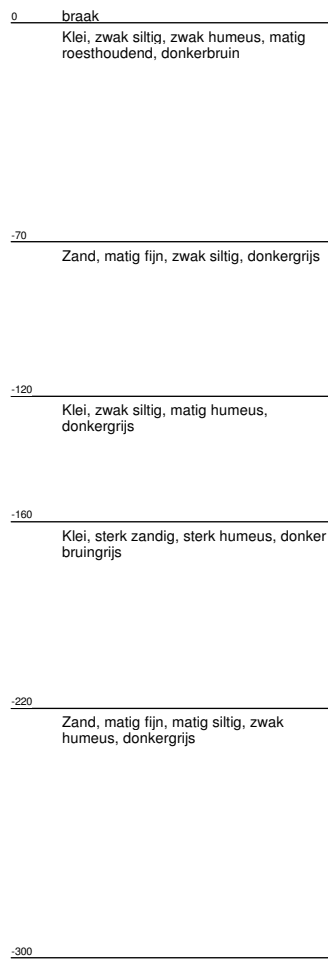 0 braak
Klei, zwak siltig, zwak humeus, matig
roesthoudend, donkerbruin
-70
Zand, matig fijn, zwak siltig, donkergrijs
-120
Klei, zwak siltig, matig humeus,
donkergrijs
-160
Klei, sterk zandig, sterk humeus, donker
bruingrijs
-220
Zand, matig fijn, matig siltig, zwak
humeus, donkergrijs
-300